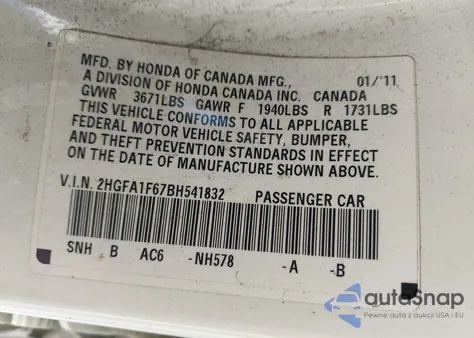 MFD. BY HONDA OF CANADA MFG., 01/'11
A DIVISION OF HONDA CANADA INC. CANADA
GVWR 3671LBS GAWR F 1940LBS R 1731LBS
THIS VEHICLE CONFORMS TO ALL APPLICABLE
FEDERAL MOTOR VEHICLE SAFETY, BUMPER,
AND THEFT PREVENTION STANDARDS IN EFFECT
ON THE DATE OF MANUFACTURE SHOWN ABOVE.
V.I.N. 2HGFA1F67BH541832 PASSENGER CAR
SNH B AC6 -NH578 -A -B
autosnap
Pewne auta z aukcji USA i EU